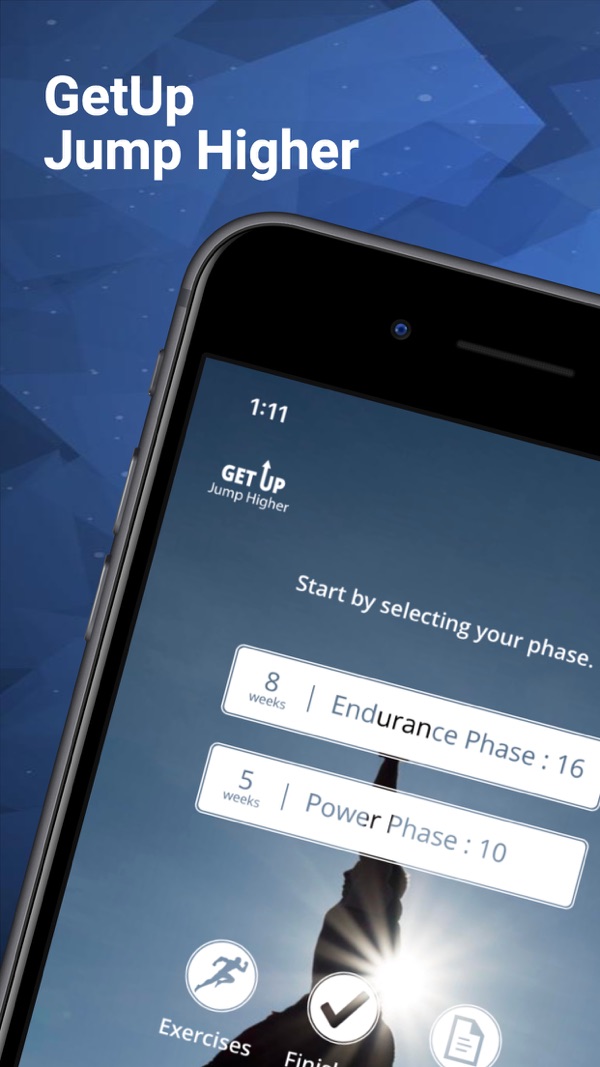 GetUp
Jump Higher
1:11
GET UP
Jump Higher
Start by selecting your phase.
8
weeks
Endurance Phase : 16
5
weeks
Power Phase : 10
Exercises